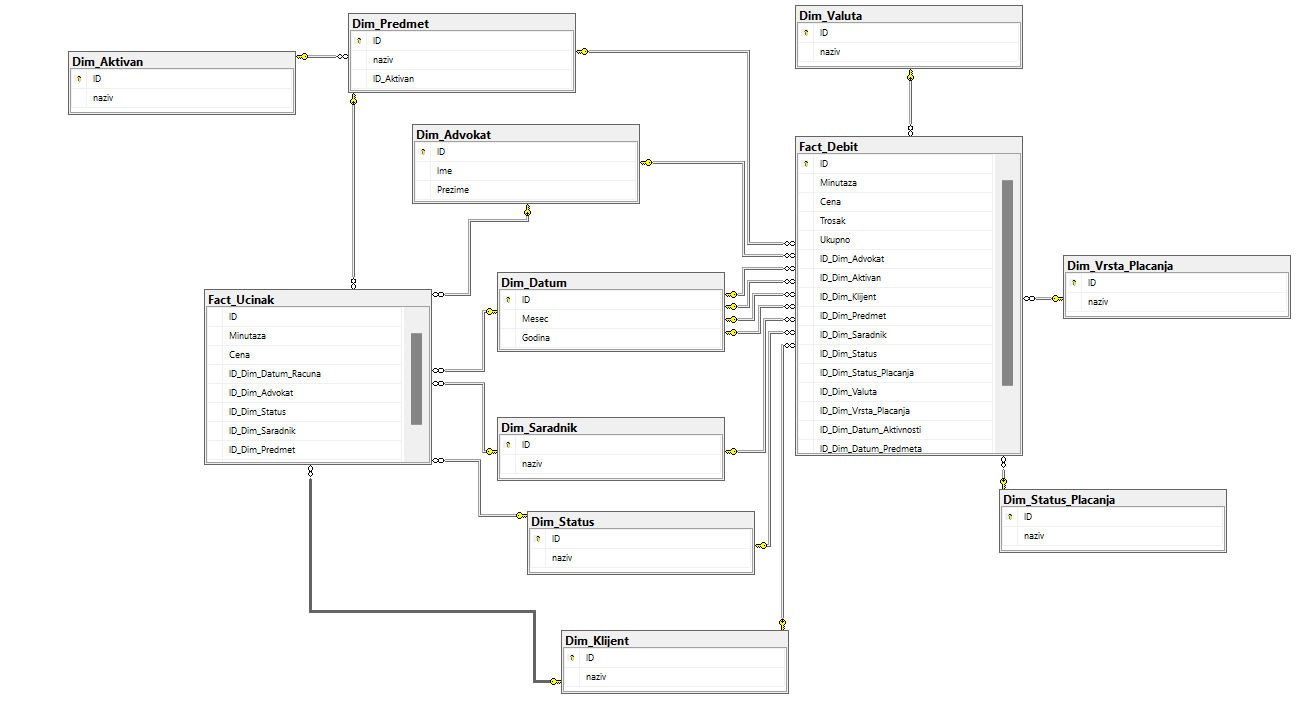 Dim_Predmet
ID
naziv
ID_Aktivan
Dim_Valuta
ID
naziv
Dim_Aktivan
ID
naziv
Dim_Advokat
ID
Ime
Prezime
Fact_Debit
ID
Minutaza
Cena
Trosak
Ukupno
ID_Dim_Advokat
ID_Dim_Aktivan
ID_Dim_Klijent
ID_Dim_Predmet
ID_Dim_Saradnik
ID_Dim_Status
ID_Dim_Status_Placanja
ID_Dim_Valuta
ID_Dim_Vrsta_Placanja
ID_Dim_Datum_Aktivnosti
ID_Dim_Datum_Predmeta
Dim_Vrsta_Placanja
ID
naziv
Dim_Datum
ID
Mesec
Godina
Fact_Ucinak
ID
Minutaza
Cena
ID_Dim_Datum_Racuna
ID_Dim_Advokat
ID_Dim_Status
ID_Dim_Saradnik
ID_Dim_Predmet
Dim_Saradnik
ID
naziv
Dim_Status_Placanja
ID
naziv
Dim_Status
ID
naziv
Dim_Klijent
ID
naziv